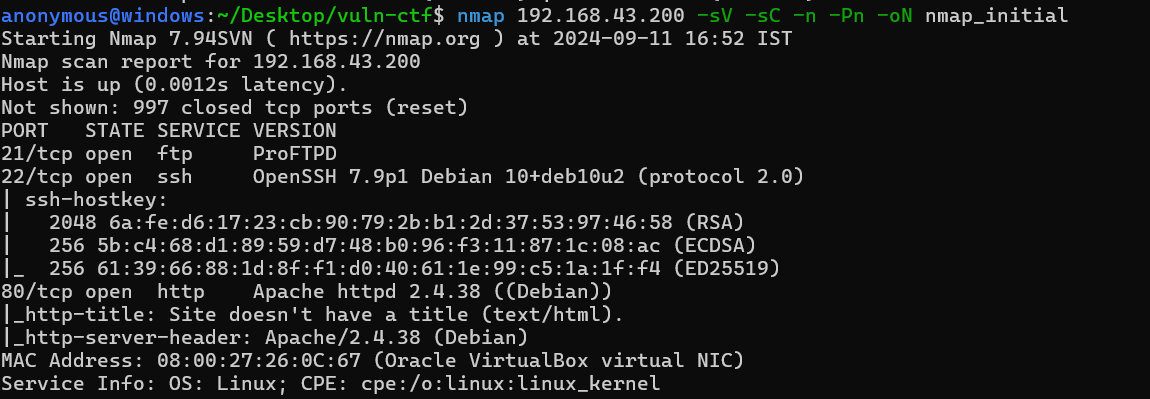 anonymous@windows:~/Desktop/vuln-ctf$ nmap 192.168.43.200 -sV -sC -n -Pn -oN nmap_initial
Starting Nmap 7.94SVN ( https://nmap.org ) at 2024-09-11 16:52 IST
Nmap scan report for 192.168.43.200
Host is up (0.0012s latency).
Not shown: 997 closed tcp ports (reset)
PORT   STATE SERVICE VERSION
21/tcp open  ftp     ProFTPD
22/tcp open  ssh     OpenSSH 7.9p1 Debian 10+deb10u2 (protocol 2.0)
| ssh-hostkey:
|   2048 6a:fe:d6:17:23:cb:90:79:2b:b1:2d:37:53:97:46:58 (RSA)
|   256 5b:c4:68:d1:89:59:d7:48:b0:96:f3:11:87:1c:08:ac (ECDSA)
|_  256 61:39:66:88:1d:8f:f1:d0:40:61:1e:99:c5:1a:1f:f4 (ED25519)
80/tcp open  http    Apache httpd 2.4.38 ((Debian))
|_http-title: Site doesn't have a title (text/html).
|_http-server-header: Apache/2.4.38 (Debian)
MAC Address: 08:00:27:26:0C:67 (Oracle VirtualBox virtual NIC)
Service Info: OS: Linux; CPE: cpe:/o:linux:linux_kernel